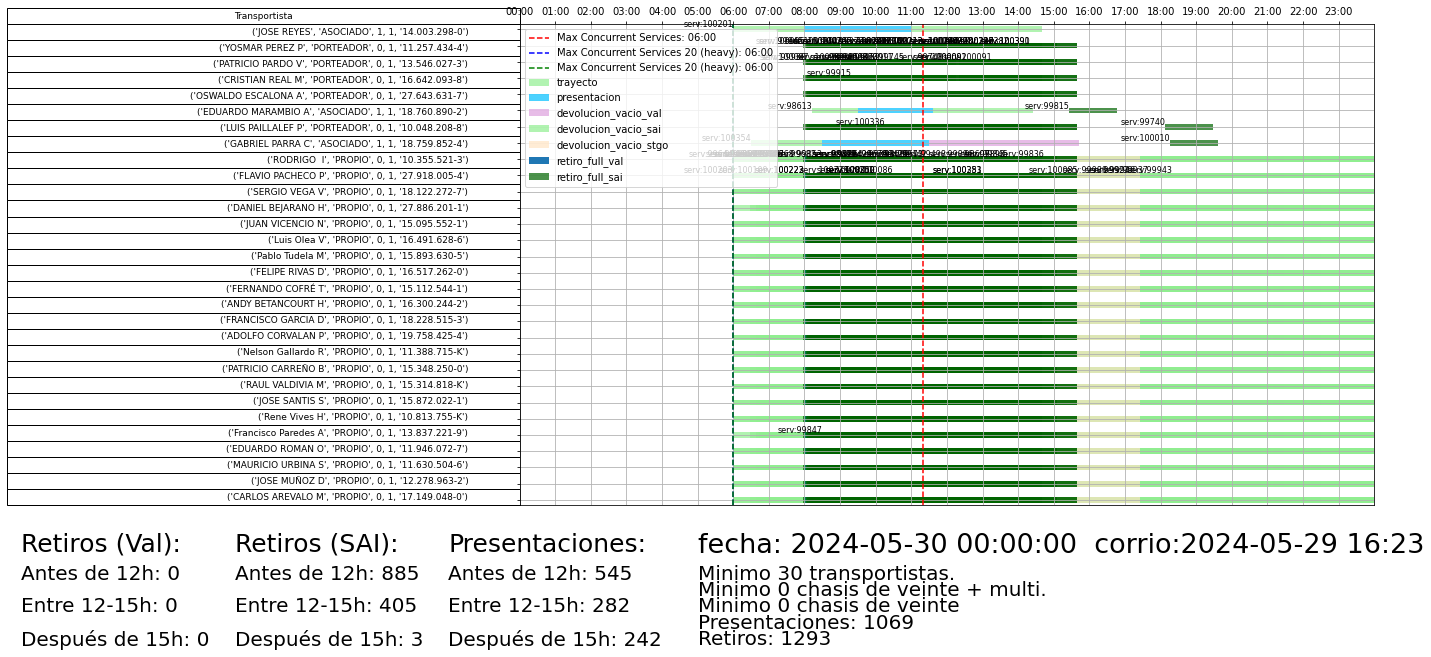 Transportista
00:00 01:00 02:00 03:00 04:00 05:00 06:00 07:00 08:00 09:00 10:00 11:00 12:00 13:00 14:00 15:00 16:00 17:00 18:00 19:00 20:00 21:00 22:00 23:00
('JOSE REYES', 'ASOCIADO', 1, 1, '14.003.298-0')
('YOSMAR PEREZ P', 'PORTEADOR', 0, 1, '11.257.434-4')
('PATRICIO PARDO V', 'PORTEADOR', 0, 1, '13.546.027-3')
('CRISTIAN REAL M', 'PORTEADOR', 0, 1, '16.642.093-8')
('OSWALDO ESCALONA A', 'PORTEADOR', 0, 1, '27.643.631-7')
('EDUARDO MARAMBIO A', 'ASOCIADO', 1, 1, '18.760.890-2')
('LUIS PAILLALEF P', 'PORTEADOR', 0, 1, '10.048.208-8')
('GABRIEL PARRA C', 'ASOCIADO', 1, 1, '18.759.852-4')
('RODRIGO  I', 'PROPIO', 0, 1, '10.355.521-3')
('FLAVIO PACHECO P', 'PROPIO', 0, 1, '27.918.005-4')
('SERGIO VEGA V', 'PROPIO', 0, 1, '18.122.272-7')
('DANIEL BEJARANO H', 'PROPIO', 0, 1, '27.886.201-1')
('JUAN VICENCIO N', 'PROPIO', 0, 1, '15.095.552-1')
('Luis Olea V', 'PROPIO', 0, 1, '16.491.628-6')
('Pablo Tudela M', 'PROPIO', 0, 1, '15.893.630-5')
('FELIPE RIVAS D', 'PROPIO', 0, 1, '16.517.262-0')
('FERNANDO COFRÉ T', 'PROPIO', 0, 1, '15.112.544-1')
('ANDY BETANCOURT H', 'PROPIO', 0, 1, '16.300.244-2')
('FRANCISCO GARCIA D', 'PROPIO', 0, 1, '18.228.515-3')
('ADOLFO CORVALAN P', 'PROPIO', 0, 1, '19.758.425-4')
('Nelson Gallardo R', 'PROPIO', 0, 1, '11.388.715-K')
('PATRICIO CARREÑO B', 'PROPIO', 0, 1, '15.348.250-0')
('RAUL VALDIVIA M', 'PROPIO', 0, 1, '15.314.818-K')
('JOSE SANTIS S', 'PROPIO', 0, 1, '15.872.022-1')
('Rene Vives H', 'PROPIO', 0, 1, '10.813.755-K')
('Francisco Paredes A', 'PROPIO', 0, 1, '13.837.221-9')
('EDUARDO ROMAN O', 'PROPIO', 0, 1, '11.946.072-7')
('MAURICIO URBINA S', 'PROPIO', 0, 1, '11.630.504-6')
('JOSE MUÑOZ D', 'PROPIO', 0, 1, '12.278.963-2')
('CARLOS AREVALO M', 'PROPIO', 0, 1, '17.149.048-0')
Max Concurrent Services: 06:00
Max Concurrent Services 20 (heavy): 06:00
Max Concurrent Services 20 (heavy): 06:00
trayecto
presentacion
devolucion_vacio_val
devolucion_vacio_sai
devolucion_vacio_stgo
retiro_full_val
retiro_full_sai
serv:100201
serv:99915
serv:98613
serv:99815
serv:100336
serv:99740
serv:100354
serv:100010
serv:99847
Retiros (Val):
Antes de 12h: 0
Entre 12-15h: 0
Después de 15h: 0
Retiros (SAI):
Antes de 12h: 885
Entre 12-15h: 405
Después de 15h: 3
Presentaciones:
Antes de 12h: 545
Entre 12-15h: 282
Después de 15h: 242
fecha: 2024-05-30 00:00:00  corrio:2024-05-29 16:23
Minimo 30 transportistas.
Minimo 0 chasis de veinte + multi.
Minimo 0 chasis de veinte
Presentaciones: 1069
Retiros: 1293